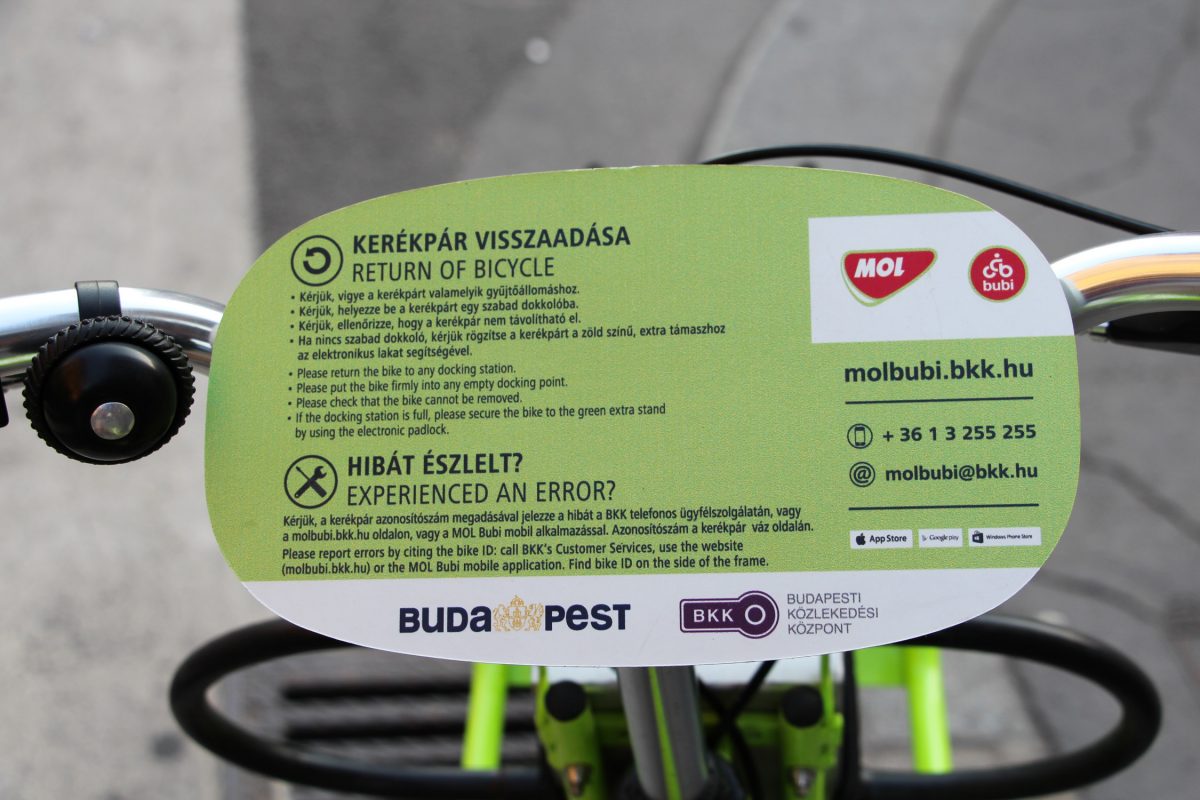 KERÉKPÁR VISSZAADÁSA
RETURN OF BICYCLE
• Kérjük, vigye a kerékpárt valamelyik gyűjtőállomáshoz.
• Kérjük, helyezze be a kerékpárt egy szabad dokkolóba.
• Kérjük, ellenőrizze, hogy a kerékpár nem távolítható el.
• Ha nincs szabad dokkoló, kérjük rögzítse a kerékpárt a zöld színű, extra támaszhoz
az elektronikus lakat segítségével.
• Please return the bike to any docking station.
• Please put the bike firmly into any empty docking point.
• Please check that the bike cannot be removed.
• If the docking station is full, please secure the bike to the green extra stand
by using the electronic padlock.
HIBÁT ÉSZLELT?
EXPERIENCED AN ERROR?
Kérjük, a kerékpár azonosítószám megadásával jelezze a hibát a BKK telefonos ügyfélszolgálatán, vagy
a molbubi.bkk.hu oldalon, vagy a MOL Bubi mobil alkalmazással. Azonosítószám a kerékpár váz oldalán.
Please report errors by citing the bike ID: call BKK's Customer Services, use the website
(molbubi.bkk.hu) or the MOL Bubi mobile application. Find bike ID on the side of the frame.
MOL
bubi
molbubi.bkk.hu
+ 36 1 3 255 255
@ molbubi@bkk.hu
App Store
Google play
Windows Phone Store
BUDAPEST
BKK
BUDAPESTI
KÖZLEKEDÉSI
KÖZPONT